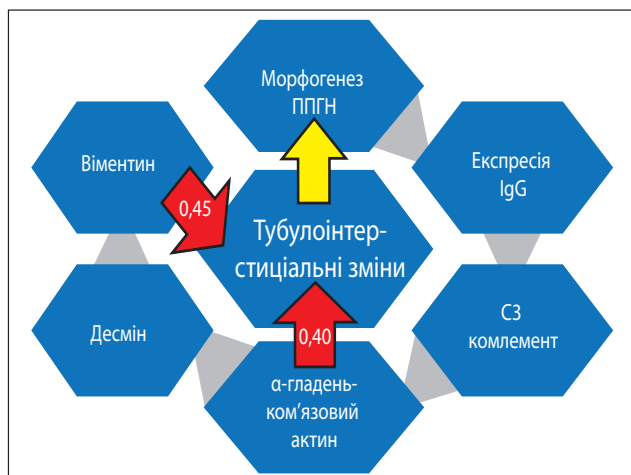 Морфогенез
ППГН
Віментин
0,45
Експресія
IgG
Тубулоінтер-
стиціальні зміни
Десмін
0,40
С3
комлемент
α-гладень-
ком’язовий
актин